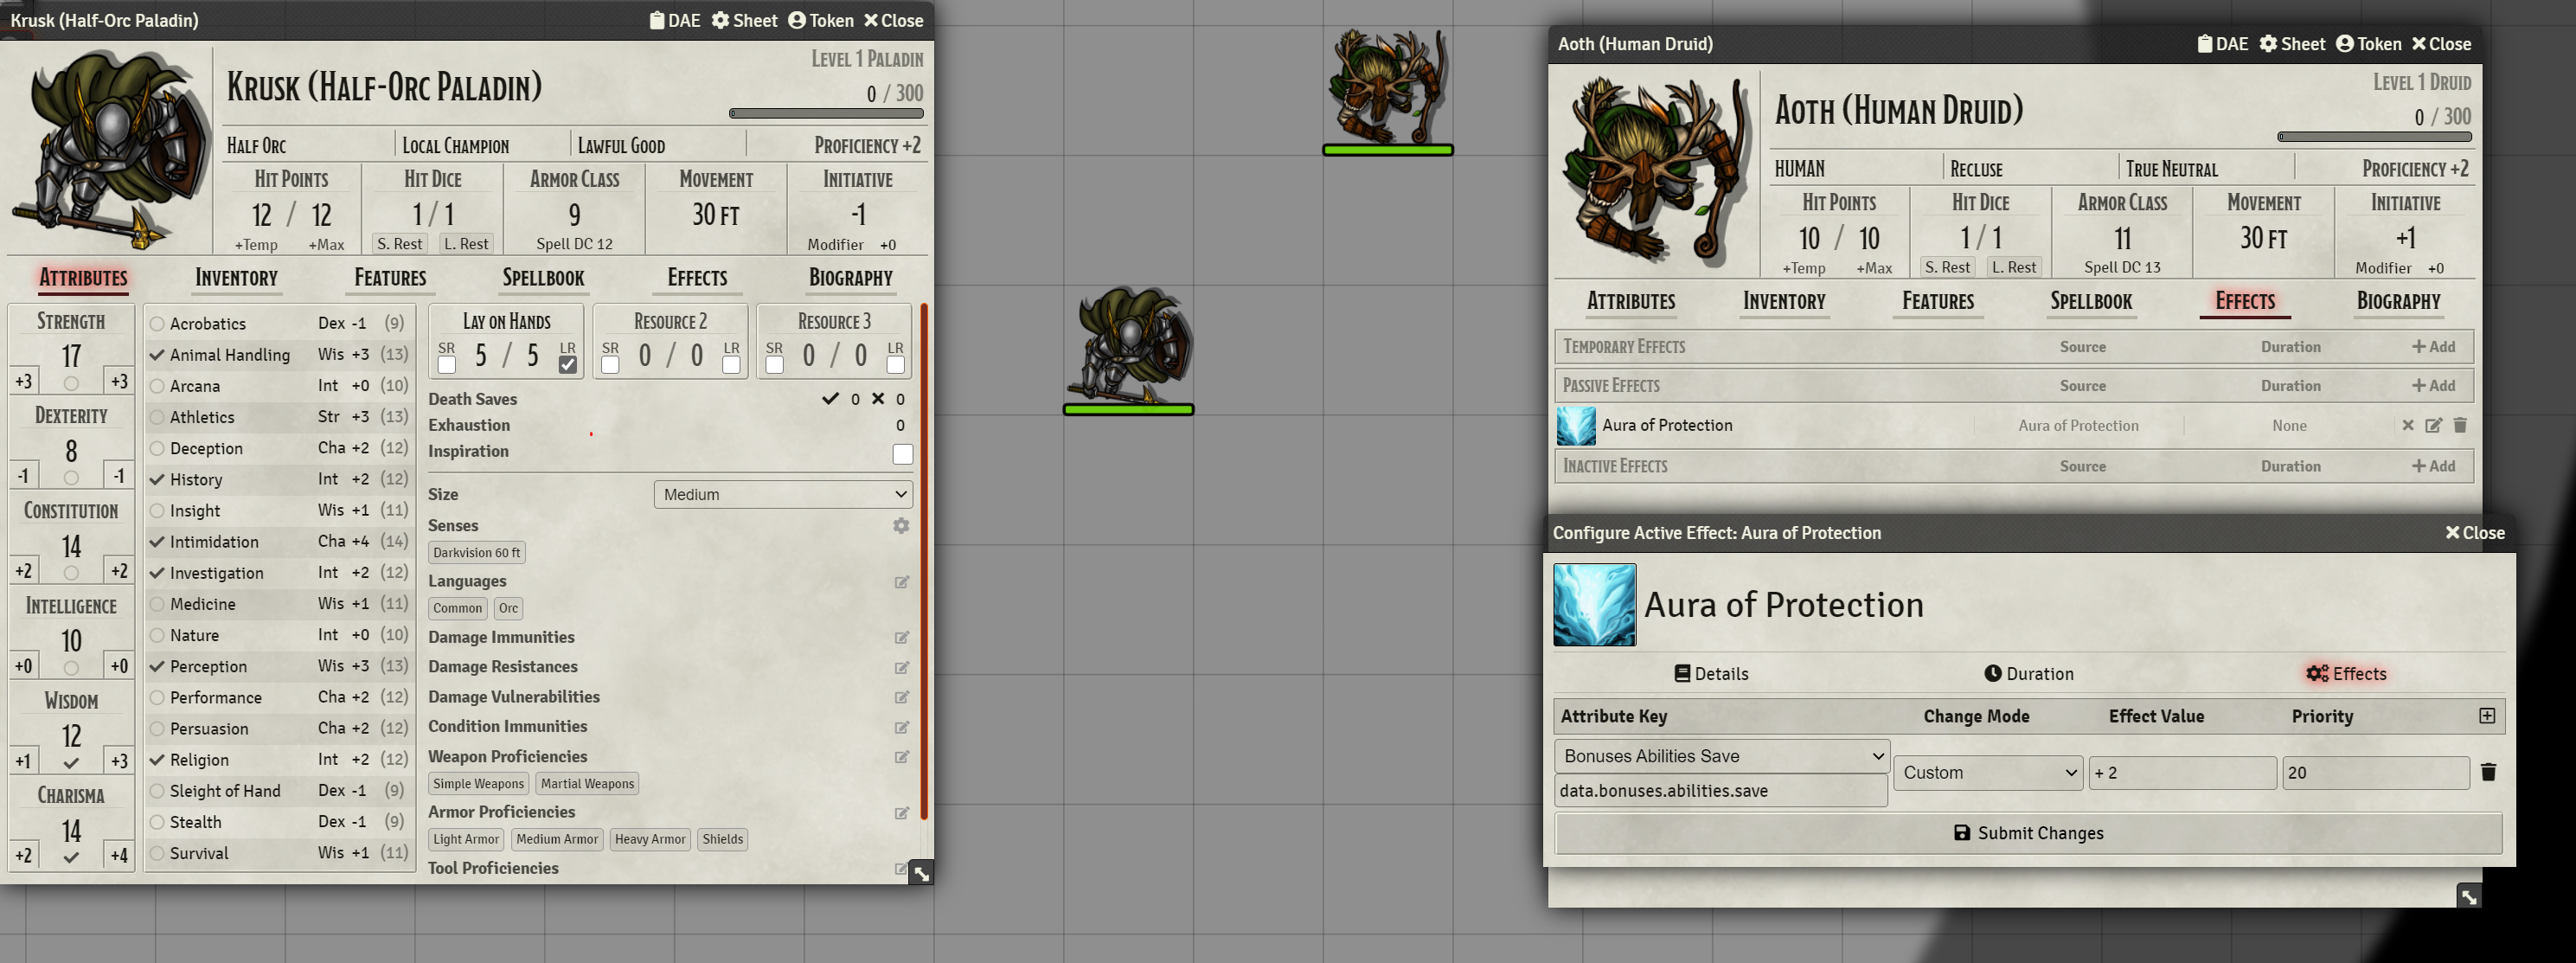 Krusk (Half-Orc Paladin) DAE Sheet Token Close
Krusk (Half-Orc Paladin)
Level 1 Paladin
0 / 300
Half Orc Local Champion Lawful Good Proficiency +2
Hit Points Hit Dice Armor Class Movement Initiative
12 / 12 1 / 1 9 30 ft -1
+Temp +Max S. Rest L. Rest Spell DC 12 Modifier +0
Attributes Inventory Features Spellbook Effects Biography
Strength
17
+3 +3
Dexterity
8
-1 -1
Constitution
14
+2 +2
Intelligence
10
+0 +0
Wisdom
12
+1 +3
Charisma
14
+2 +4
Acrobatics Dex -1 (9)
Animal Handling Wis +3 (13)
Arcana Int +0 (10)
Athletics Str +3 (13)
Deception Cha +2 (12)
History Int +2 (12)
Insight Wis +1 (11)
Intimidation Cha +4 (14)
Investigation Int +2 (12)
Medicine Wis +1 (11)
Nature Int +0 (10)
Perception Wis +3 (13)
Performance Cha +2 (12)
Persuasion Cha +2 (12)
Religion Int +2 (12)
Sleight of Hand Dex -1 (9)
Stealth Dex -1 (9)
Survival Wis +1 (11)
Lay on Hands Resource 2 Resource 3
SR 5 / 5 LR SR 0 / 0 LR SR 0 / 0 LR
Death Saves 0 0
Exhaustion 0
Inspiration
Size Medium
Senses
Darkvision 60 ft
Languages
Common Orc
Damage Immunities
Damage Resistances
Damage Vulnerabilities
Condition Immunities
Weapon Proficiencies
Simple Weapons Martial Weapons
Armor Proficiencies
Light Armor Medium Armor Heavy Armor Shields
Tool Proficiencies
Aoth (Human Druid) DAE Sheet Token Close
Aoth (Human Druid)
Level 1 Druid
0 / 300
HUMAN Recluse True Neutral Proficiency +2
Hit Points Hit Dice Armor Class Movement Initiative
10 / 10 1 / 1 11 30 ft +1
+Temp +Max S. Rest L. Rest Spell DC 13 Modifier +0
Attributes Inventory Features Spellbook Effects Biography
Temporary Effects Source Duration Add
Passive Effects Source Duration Add
Aura of Protection Aura of Protection None
Inactive Effects Source Duration Add
Configure Active Effect: Aura of Protection Close
Aura of Protection
Details Duration Effects
Attribute Key Change Mode Effect Value Priority
Bonuses Abilities Save
data.bonuses.abilities.save Custom + 2 20
Submit Changes